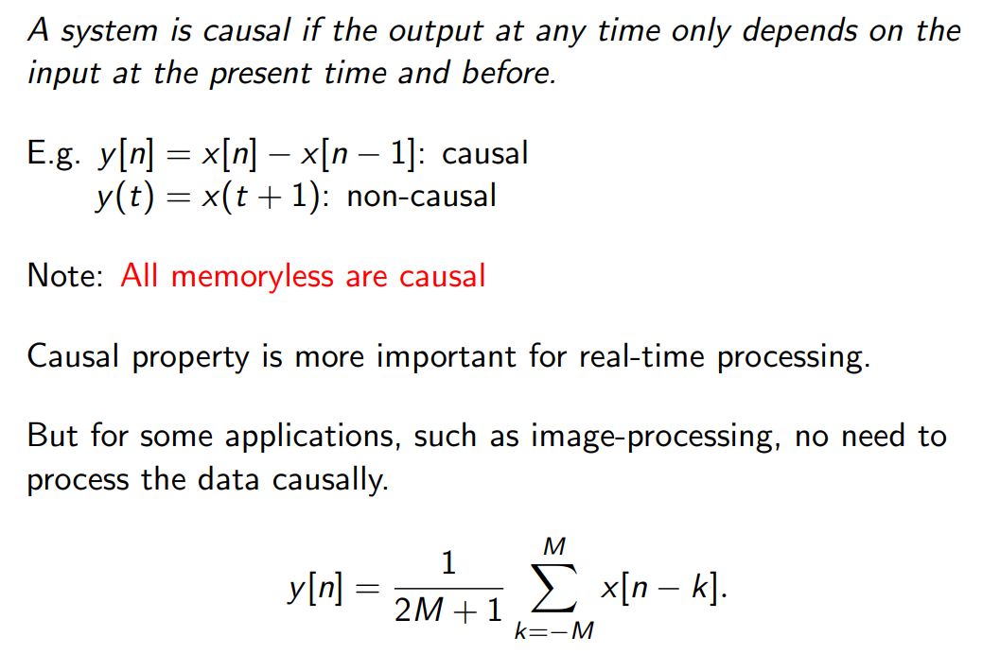 A system is causal if the output at any time only depends on the
input at the present time and before.
E.g. y[n] = x[n] − x[n − 1]: causal
y(t) = x(t + 1): non-causal
Note: All memoryless are causal
Causal property is more important for real-time processing.
But for some applications, such as image-processing, no need to
process the data causally.
y[n] = \frac{1}{2M + 1} \sum_{k=-M}^{M} x[n − k].